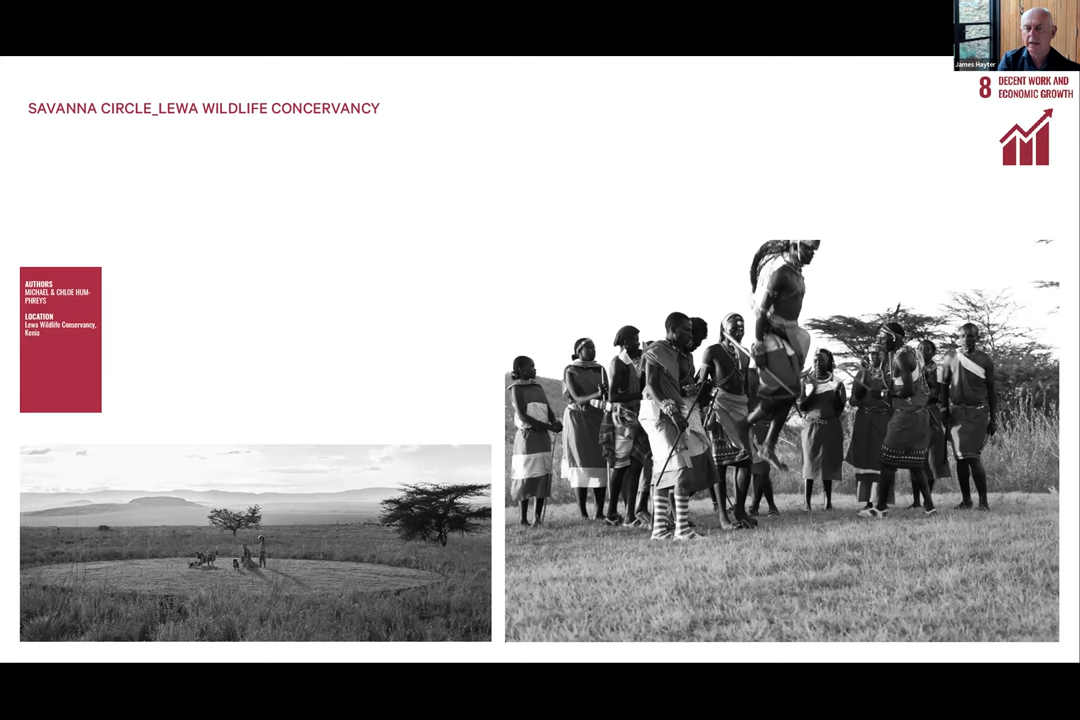 James Hayter
8 DECENT WORK AND
ECONOMIC GROWTH
SAVANNA CIRCLE_LEWA WILDLIFE CONCERVANCY
AUTHORS
MICHAEL & CHLOE HUM-
PHREYS
LOCATION
Lewa Wildlife Conservancy,
Kenia